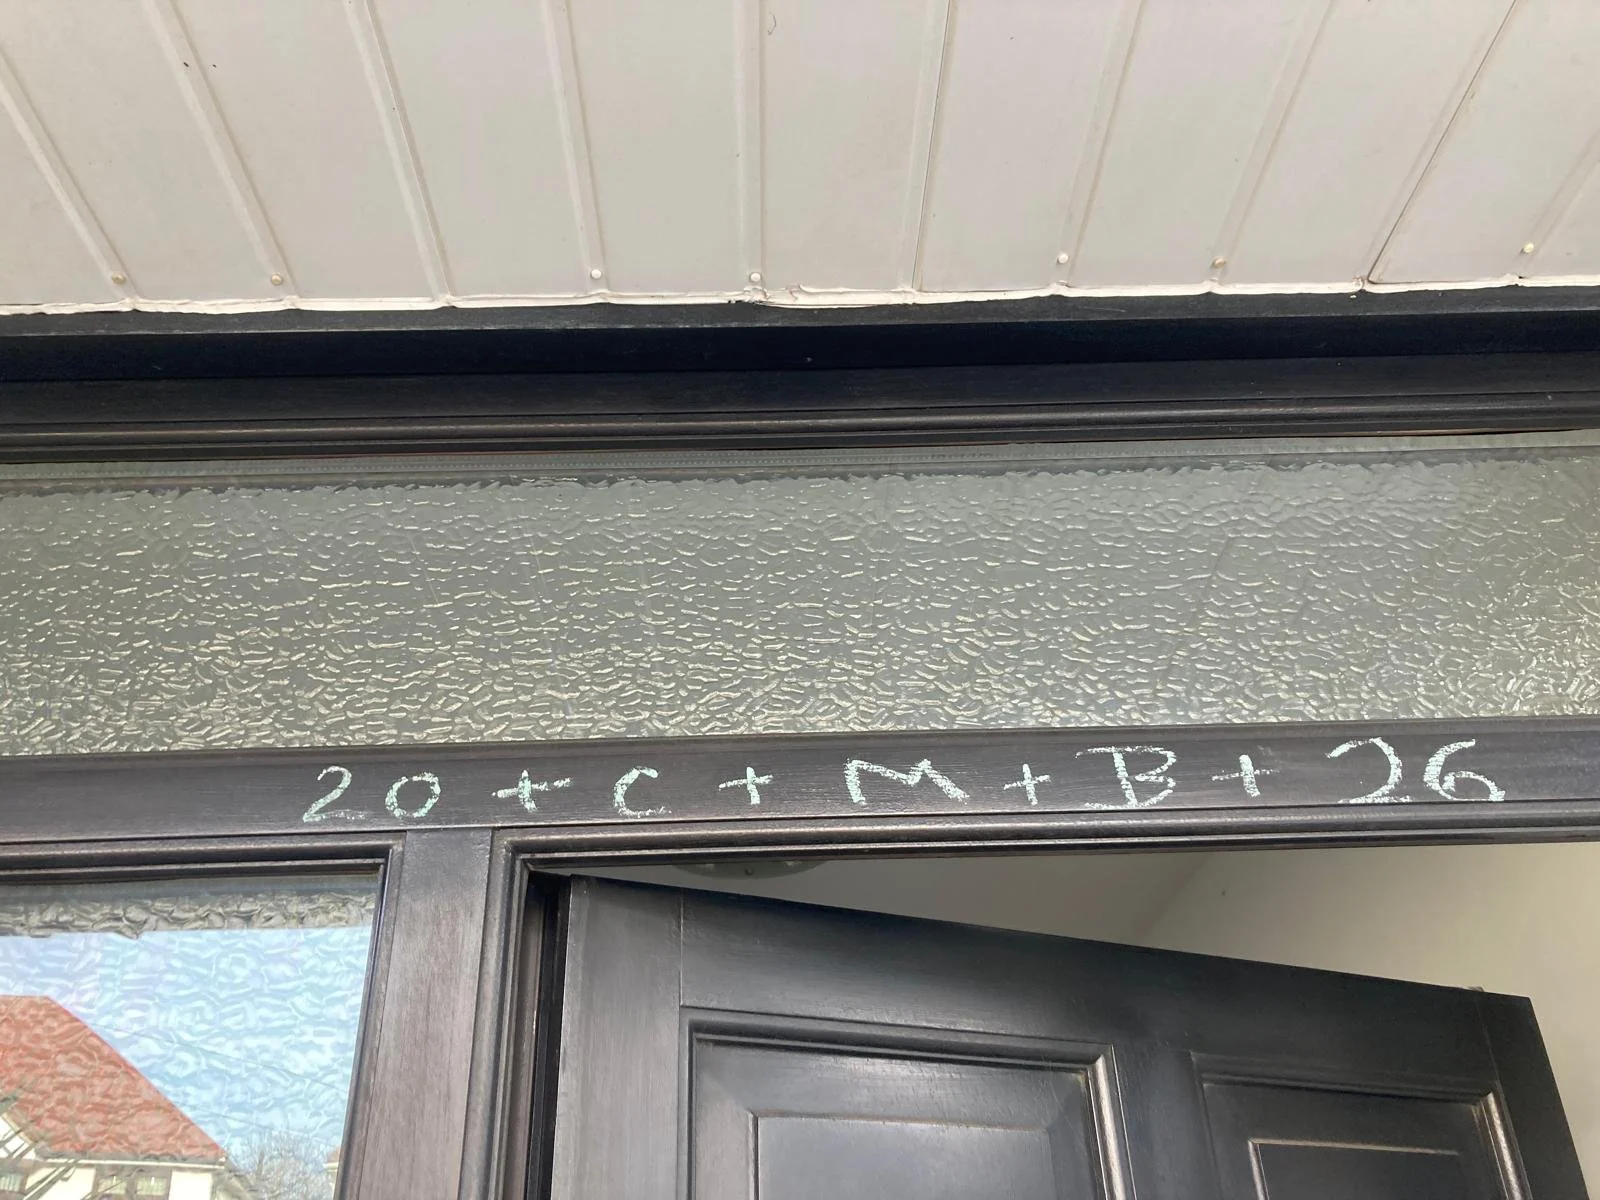 20 + C + M + B + 26